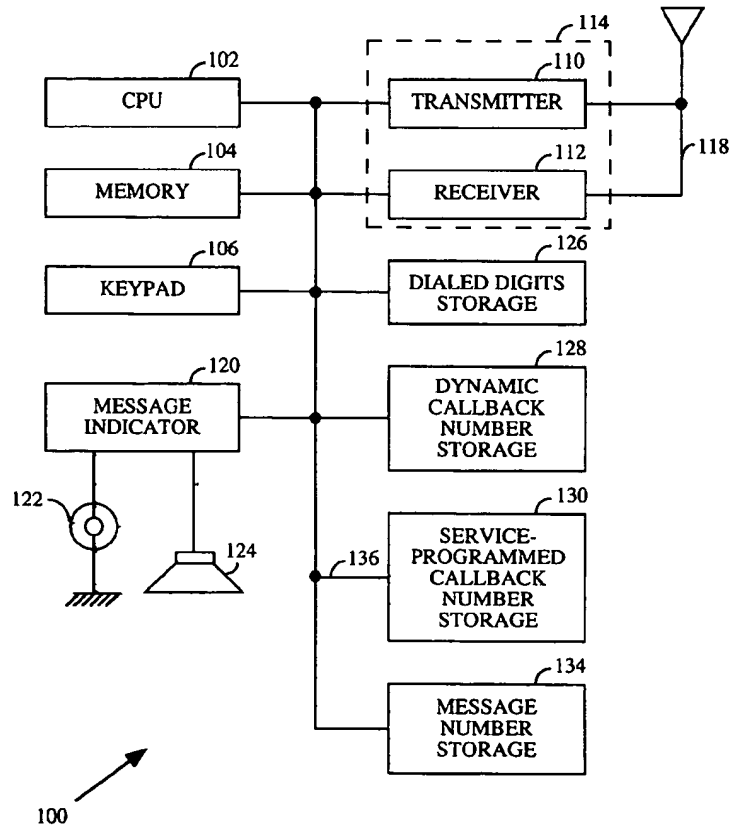 114
102
110
CPU
TRANSMITTER
104
112
118
MEMORY
RECEIVER
106
126
KEYPAD
DIALED DIGITS
STORAGE
120
128
MESSAGE
INDICATOR
DYNAMIC
CALLBACK
NUMBER
STORAGE
122
124
130
136
SERVICE-
PROGRAMMED
CALLBACK
NUMBER
STORAGE
134
MESSAGE
NUMBER
STORAGE
100